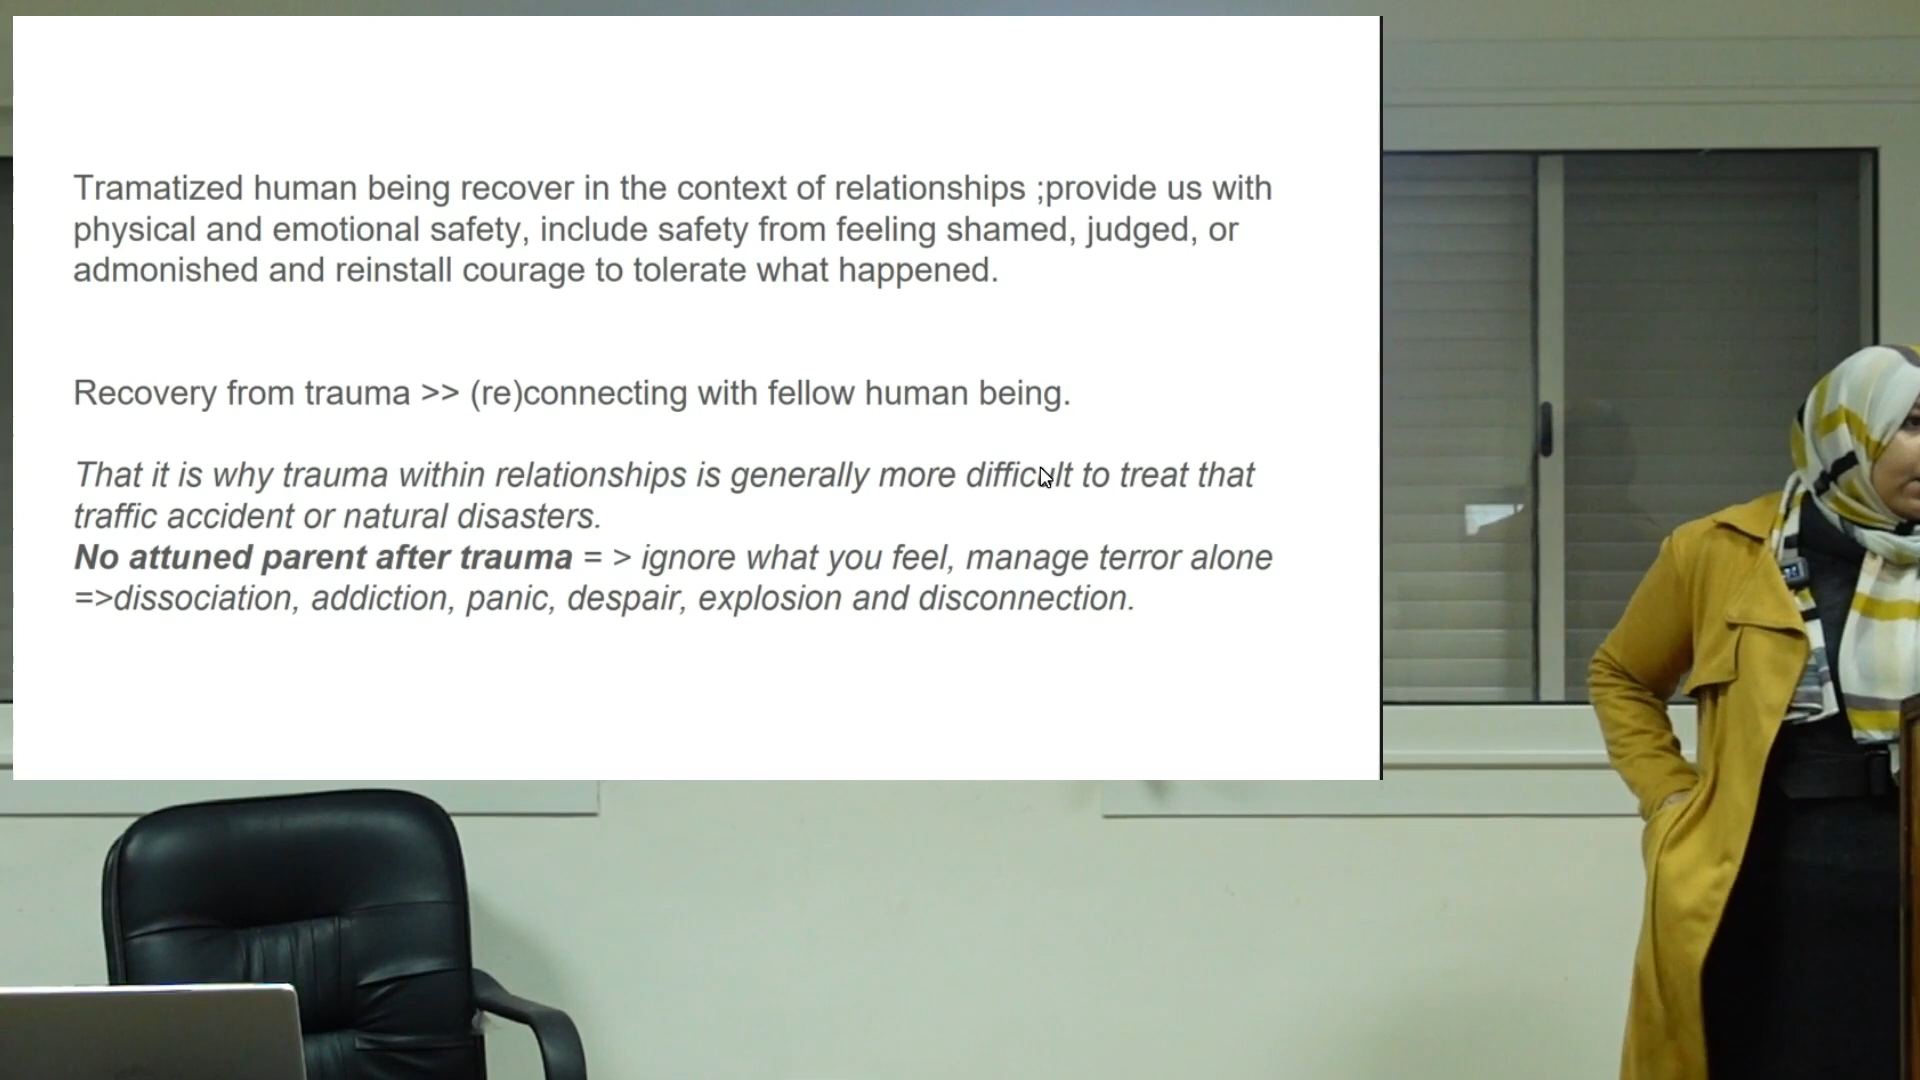 Tramatized human being recover in the context of relationships ;provide us with
physical and emotional safety, include safety from feeling shamed, judged, or
admonished and reinstall courage to tolerate what happened.
Recovery from trauma >> (re)connecting with fellow human being.
That it is why trauma within relationships is generally more difficult to treat that
traffic accident or natural disasters.
No attuned parent after trauma = > ignore what you feel, manage terror alone
=>dissociation, addiction, panic, despair, explosion and disconnection.